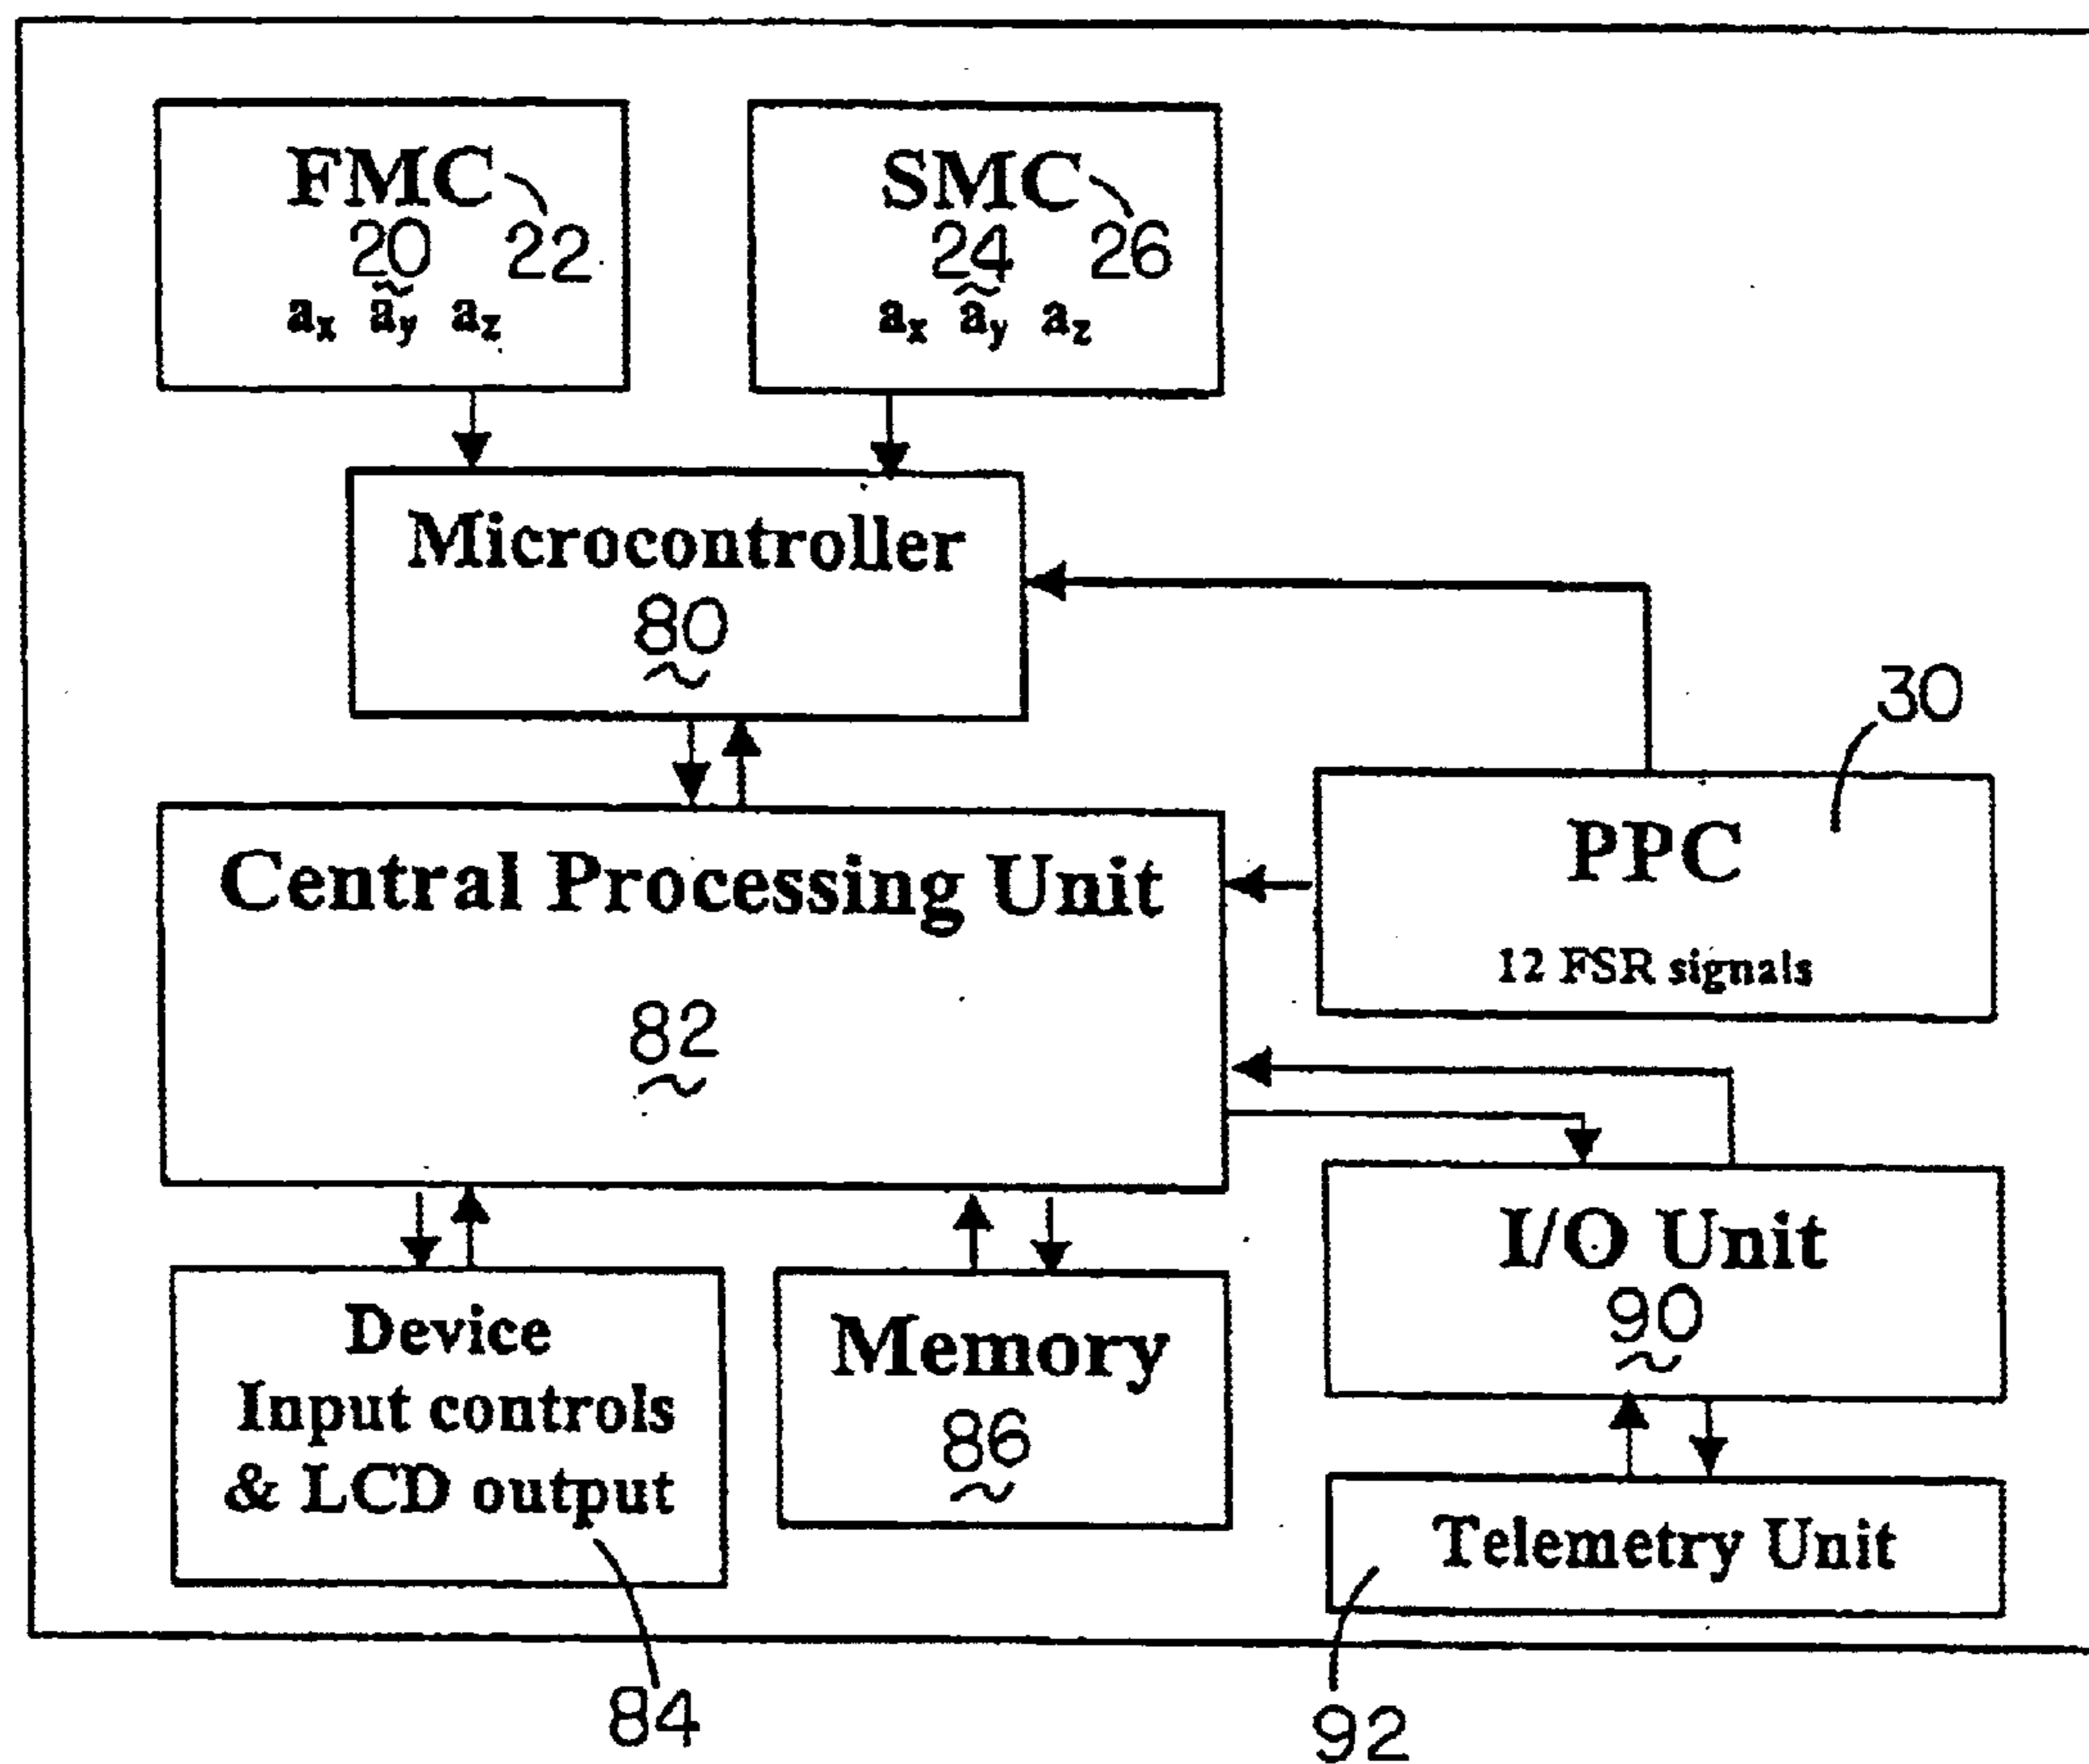 FMC
20 22
ax ay az
SMC
24 26
ax ay az
Microcontroller
80
30
PPC
12 FSR signals
Central Processing Unit
82
I/O Unit
90
Device
Input controls
& LCD output
Memory
86
Telemetry Unit
84
92